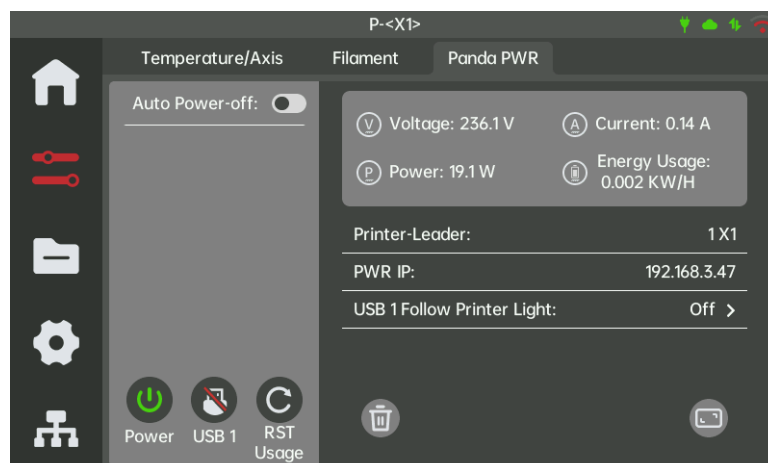 P-<X1>
Temperature/Axis
Filament
Panda PWR
Auto Power-off:
Voltage: 236.1 V
Current: 0.14 A
Power: 19.1 W
Energy Usage:
0.002 KW/H
Printer-Leader: 1 X1
PWR IP: 192.168.3.47
USB 1 Follow Printer Light: Off >
Power
USB 1
RST
Usage